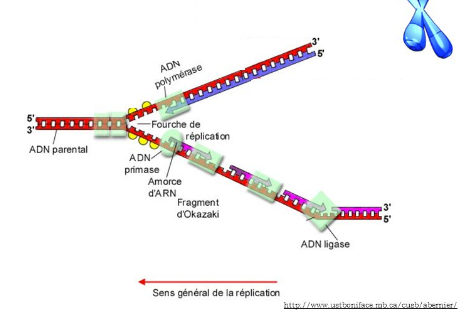 3'
5'
ADN
polymérase
5'
3'
Fourche de
réplication
ADN parental
ADN
primase
Amorce
d'ARN
Fragment
d'Okazaki
3'
5'
ADN ligase
Sens général de la réplication
http://www.ustboniface.mb.ca/cusb/abernier/